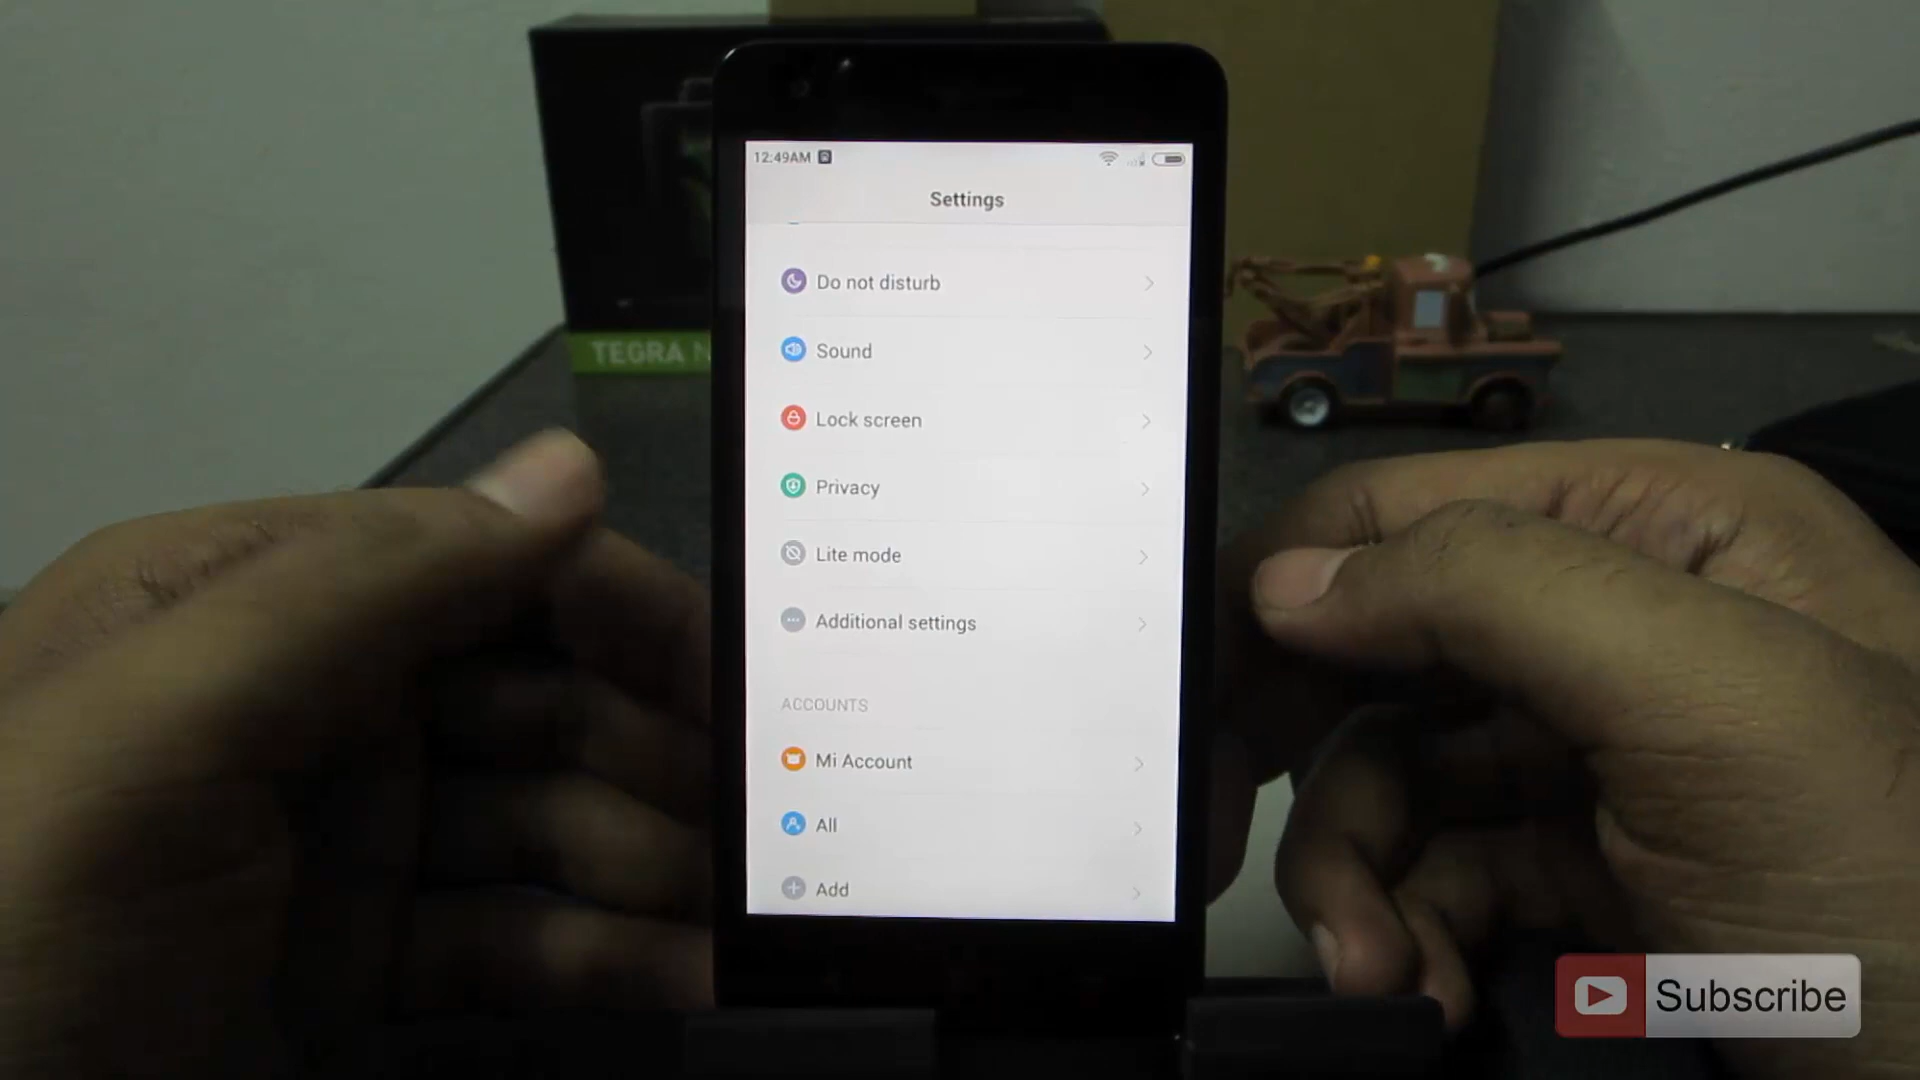 12:49AM
Settings
Do not disturb
Sound
Lock screen
Privacy
Lite mode
Additional settings
ACCOUNTS
Mi Account
All
Add
TEGRA N
Subscribe